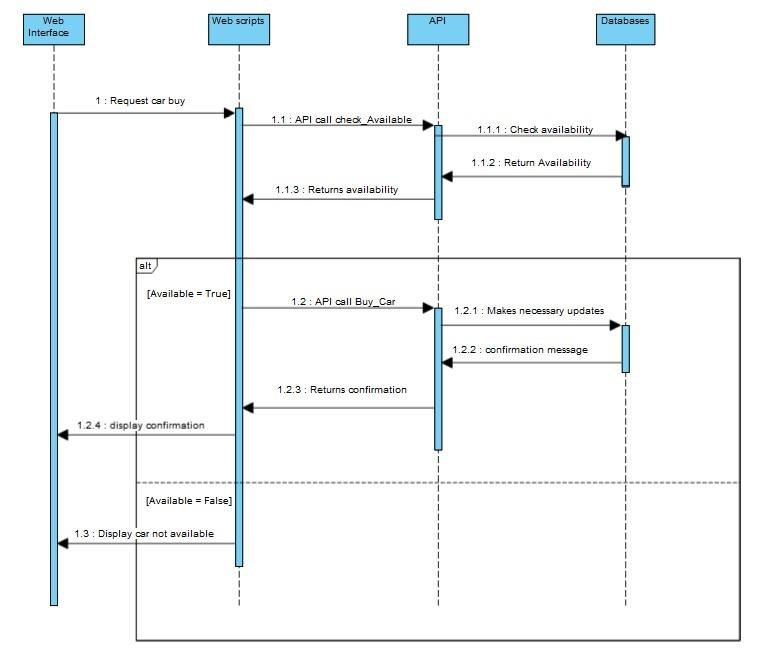 Web
Interface
Web scripts
API
Databases
1 : Request car buy
1.1 : API call check_Available
1.1.1 : Check availability
1.1.2 : Return Availability
1.1.3 : Returns availability
alt
[Available = True]
1.2 : API call Buy_Car
1.2.1 : Makes necessary updates
1.2.2 : confirmation message
1.2.3 : Returns confirmation
1.2.4 : display confirmation
[Available = False]
1.3 : Display car not available